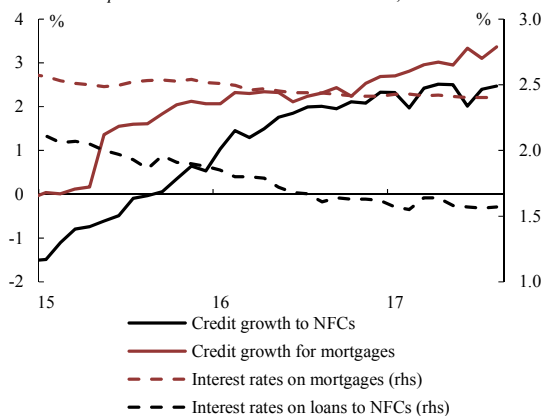 % %
4 3.0
3
2.5
2
1
2.0
0
1.5
-1
-2 1.0
15 16 17
Credit growth to NFCs
Credit growth for mortgages
Interest rates on mortgages (rhs)
Interest rates on loans to NFCs (rhs)